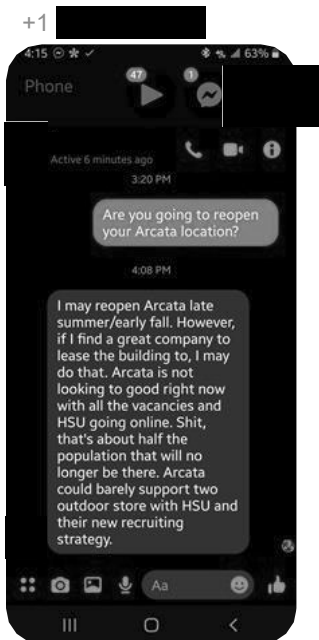 +1
4:15 63%
Phone
47
1
Active 6 minutes ago
3:20 PM
Are you going to reopen
your Arcata location?
4:08 PM
I may reopen Arcata late
summer/early fall. However,
if I find a great company to
lease the building to, I may
do that. Arcata is not
looking to good right now
with all the vacancies and
HSU going online. Shit,
that's about half the
population that will no
longer be there. Arcata
could barely support two
outdoor store with HSU and
their new recruiting
strategy.
Aa